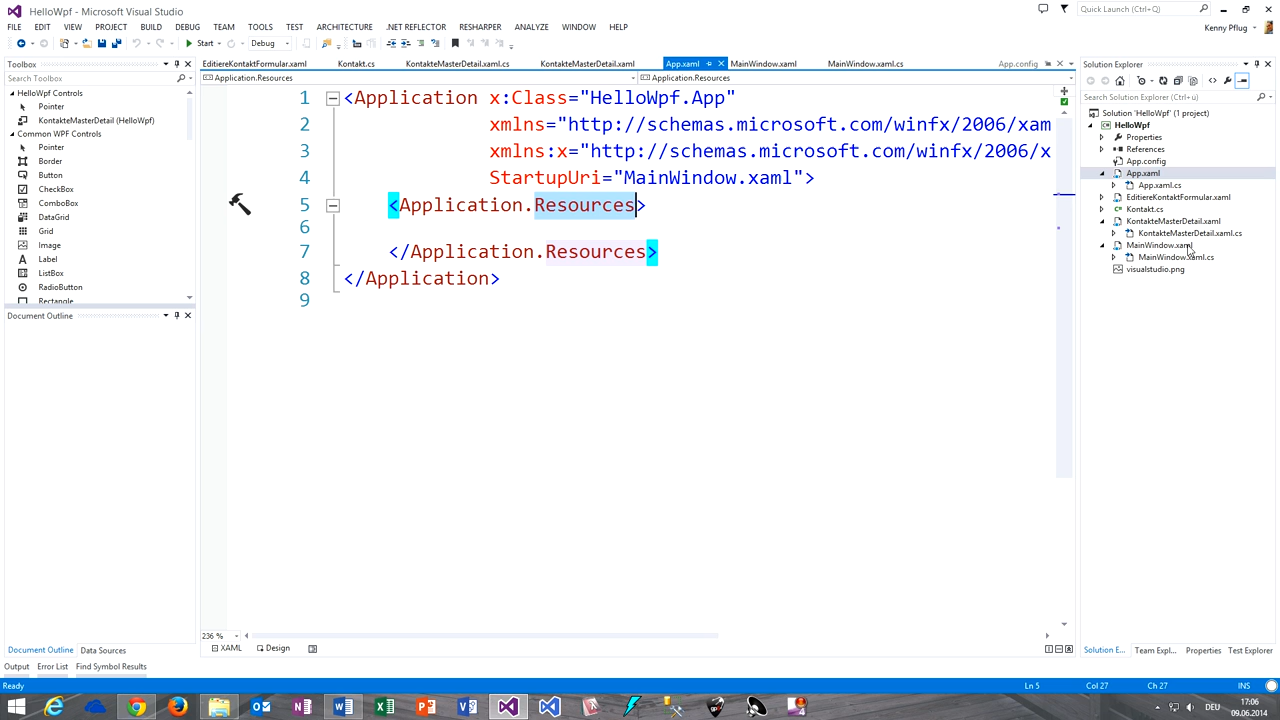 HelloWpf - Microsoft Visual Studio
Quick Launch (Ctrl+Q)
FILE EDIT VIEW PROJECT BUILD DEBUG TEAM TOOLS TEST ARCHITECTURE .NET REFLECTOR RESHARPER ANALYZE WINDOW HELP
Kenny Pflug
Start Debug
Toolbox
Search Toolbox
HelloWpf Controls
Pointer
KontakteMasterDetail (HelloWpf)
Common WPF Controls
Pointer
Border
Button
CheckBox
ComboBox
DataGrid
Grid
Image
Label
ListBox
RadioButton
Rectangle
Document Outline
Document Outline Data Sources
EditiereKontaktFormular.xaml Kontakt.cs KontakteMasterDetail.xaml.cs KontakteMasterDetail.xaml App.xaml MainWindow.xaml MainWindow.xaml.cs App.config
Application.Resources Application.Resources
1 <Application x:Class="HelloWpf.App"
2 xmlns="http://schemas.microsoft.com/winfx/2006/xam
3 xmlns:x="http://schemas.microsoft.com/winfx/2006/x
4 StartupUri="MainWindow.xaml">
5 <Application.Resources>
6
7 </Application.Resources>
8 </Application>
9
236 %
XAML Design
Solution Explorer
Search Solution Explorer (Ctrl+ü)
Solution 'HelloWpf' (1 project)
HelloWpf
Properties
References
App.config
App.xaml
App.xaml.cs
EditiereKontaktFormular.xaml
Kontakt.cs
KontakteMasterDetail.xaml
KontakteMasterDetail.xaml.cs
MainWindow.xaml
MainWindow.xaml.cs
visualstudio.png
Solution E... Team Expl... Properties Test Explorer
Output Error List Find Symbol Results
Ready Ln 5 Col 27 Ch 27 INS
DEU
17:06
09.06.2014